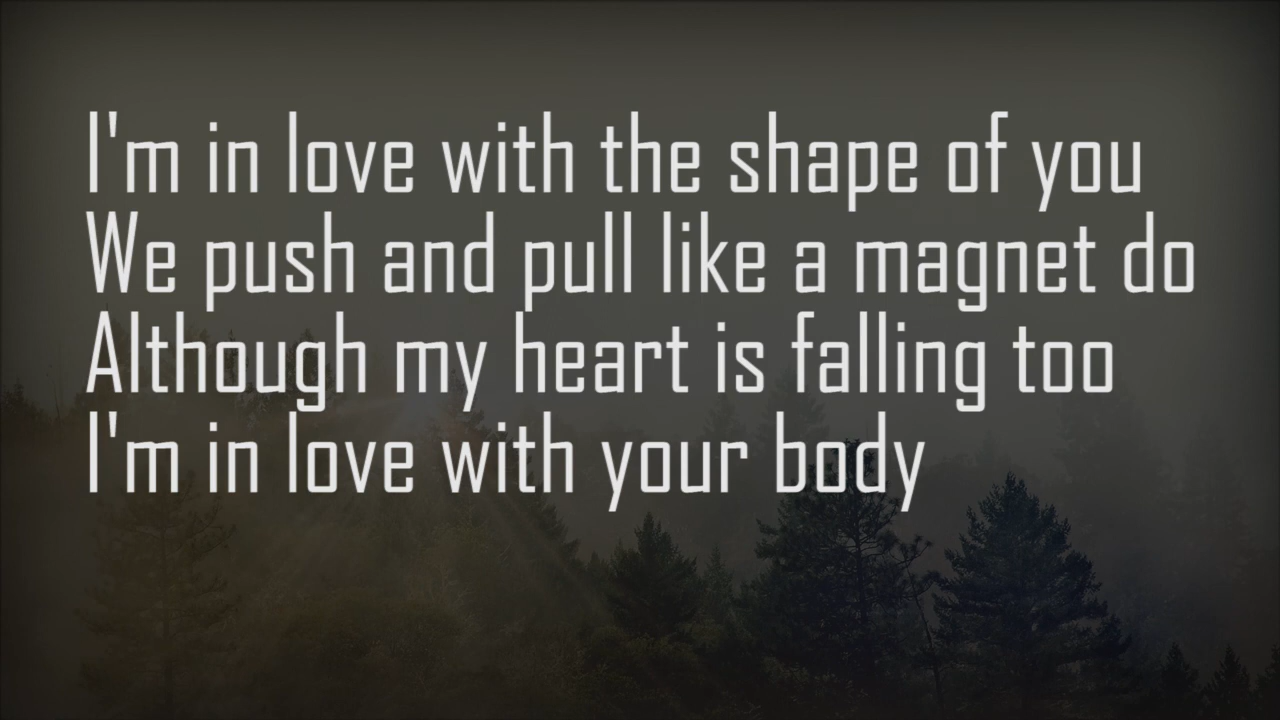 I'm in love with the shape of you
We push and pull like a magnet do
Although my heart is falling too
I'm in love with your body